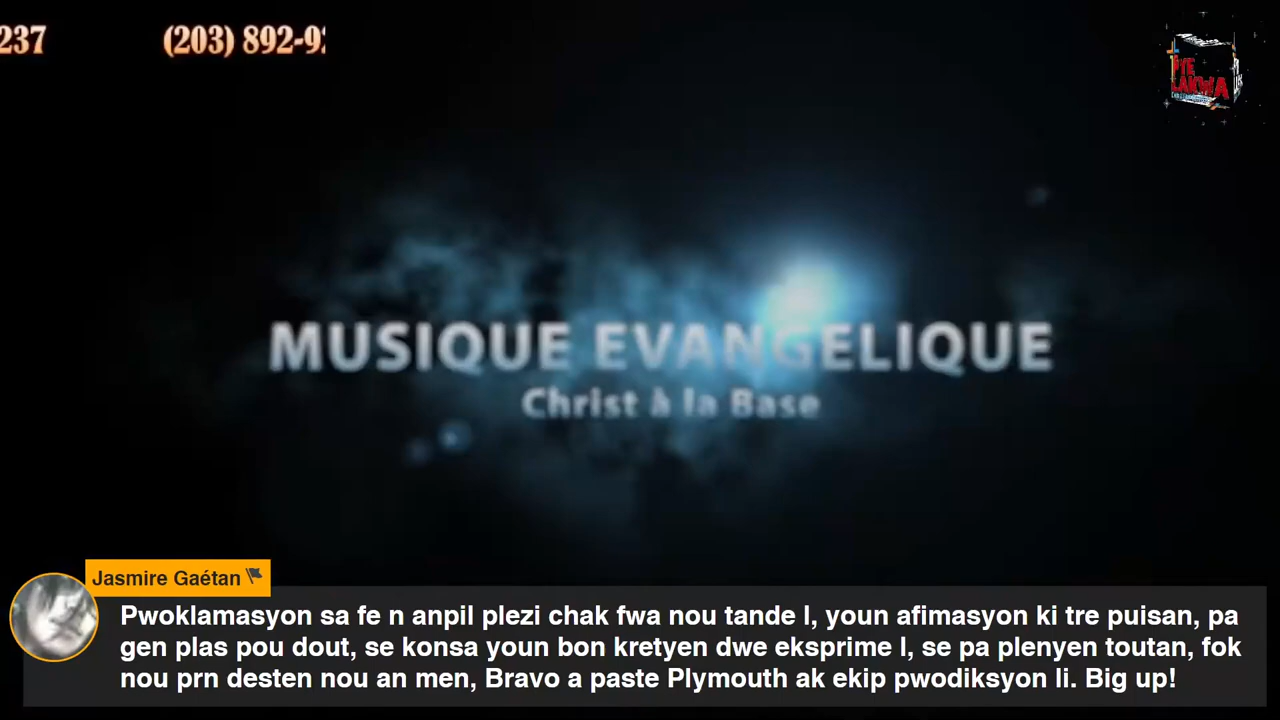 237 (203) 892-92
MUSIQUE EVANGELIQUE
Christ à la Base
Jasmire Gaétan
Pwoklamasyon sa fe n anpil plezi chak fwa nou tande l, youn afimasyon ki tre puisan, pa
gen plas pou dout, se konsa youn bon kretyen dwe eksprime l, se pa plenyen toutan, fok
nou prn desten nou an men, Bravo a paste Plymouth ak ekip pwodiksyon li. Big up!